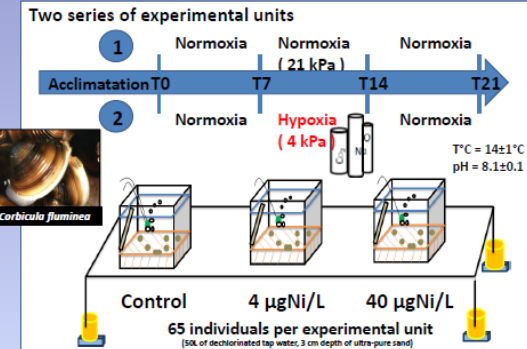 Two series of experimental units
1
Normoxia Normoxia Normoxia
( 21 kPa )
Acclimatation T0 T7 T14 T21
2
Normoxia Hypoxia Normoxia
( 4 kPa )
T°C = 14±1°C
pH = 8.1±0.1
Corbicula fluminea
Control 4 µgNi/L 40 µgNi/L
65 individuals per experimental unit
(50L of dechlorinated tap water, 3 cm depth of ultra-pure sand)